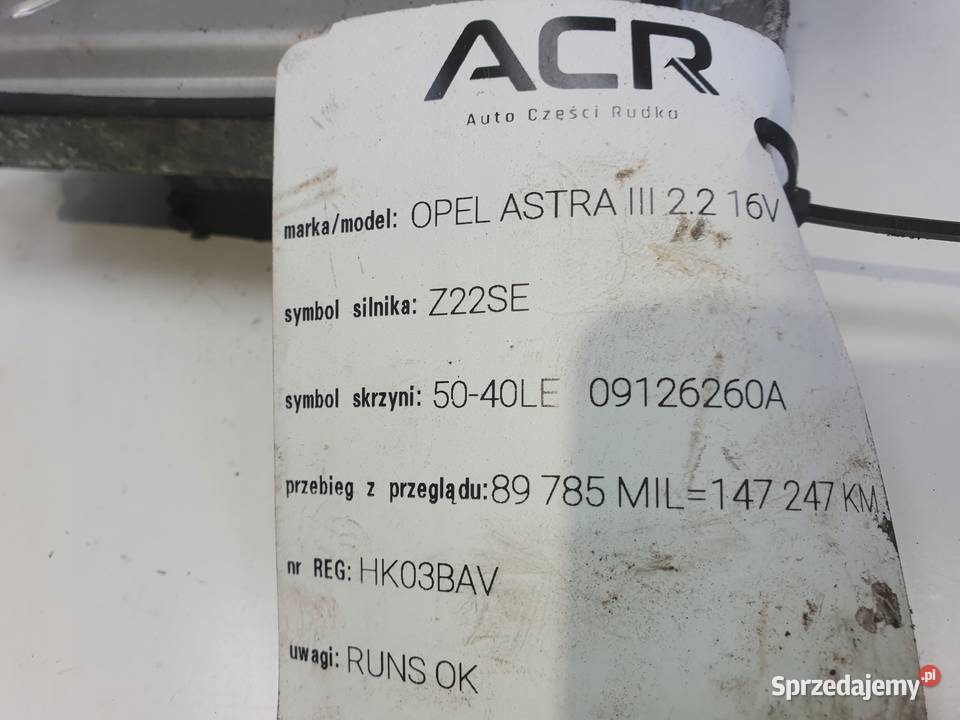 ACR
Auto Części Rudka
marka/model: OPEL ASTRA III 2.2 16V
symbol silnika: Z22SE
symbol skrzyni: 50-40LE 09126260A
przebieg z przeglądu: 89 785 MIL=147 247 KM
nr REG: HK03BAV
uwagi: RUNS OK
Sprzedajemy.pl